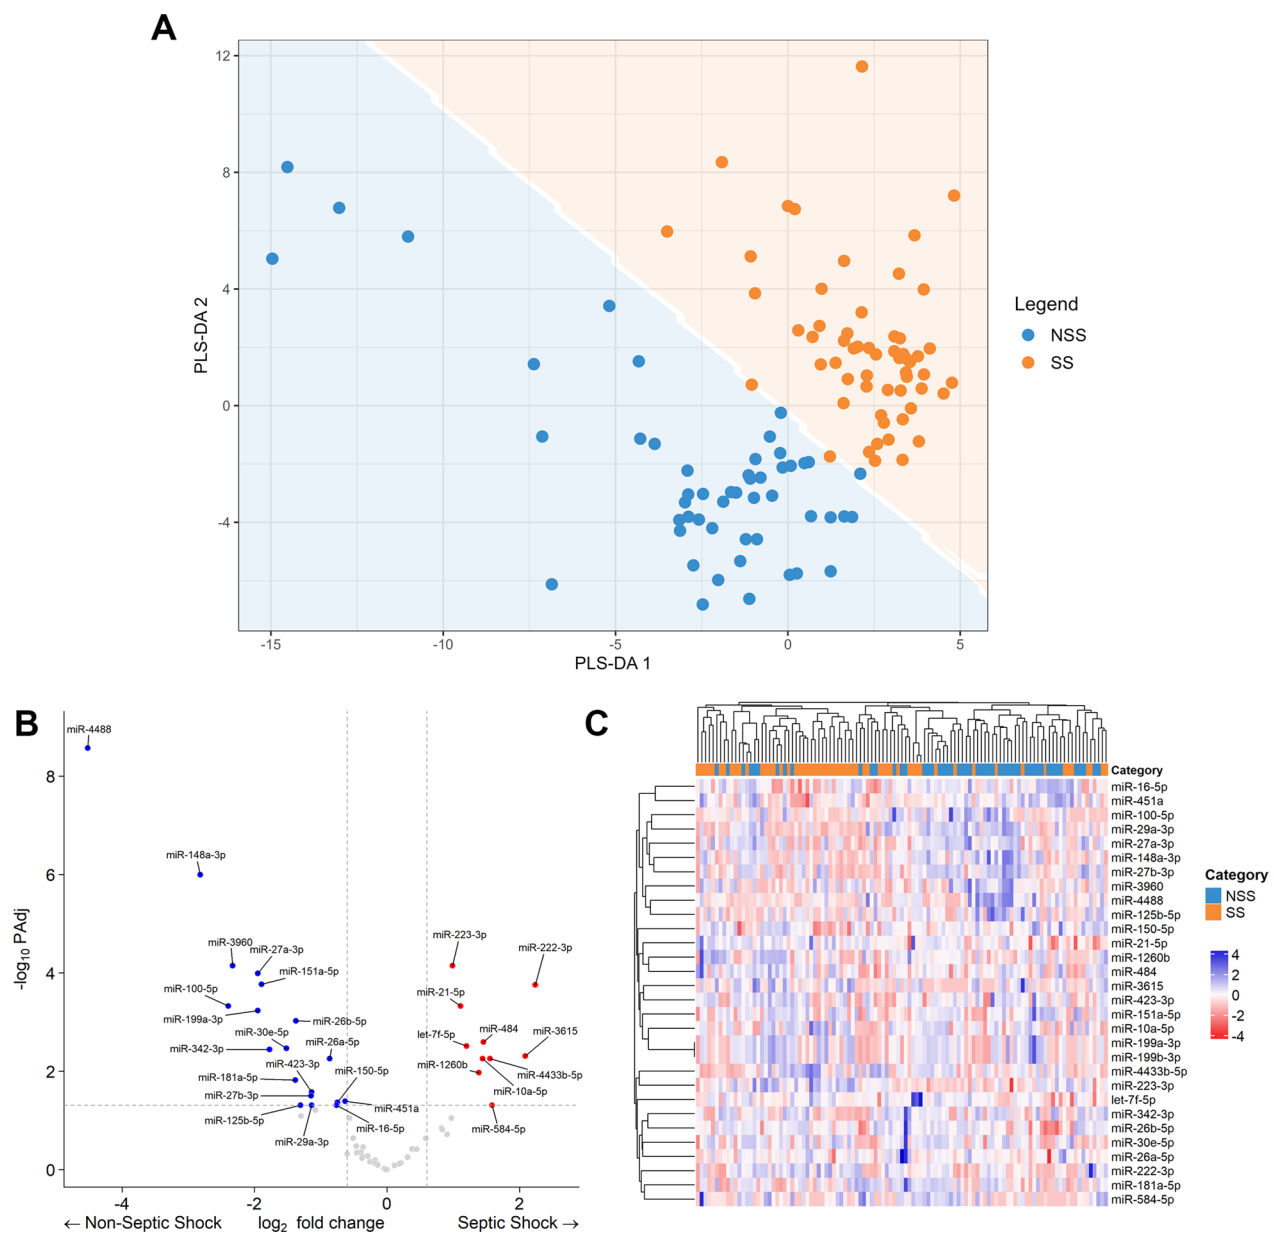 A
12
8
4
0
-4
PLS-DA 2
-15
-10
-5
0
5
PLS-DA 1
Legend
NSS
SS
B
miR-4488
8
miR-148a-3p
6
miR-3960
miR-27a-3p
miR-223-3p
miR-222-3p
4
miR-151a-5p
miR-100-5p
miR-21-5p
miR-199a-3p
miR-26b-5p
miR-30e-5p
miR-26a-5p
let-7f-5p
miR-484
miR-3615
miR-342-3p
miR-423-3p
miR-150-5p
miR-1260b
miR-4433b-5p
2
miR-181a-5p
miR-10a-5p
miR-27b-3p
miR-451a
miR-125b-5p
miR-16-5p
miR-584-5p
miR-29a-3p
0
-log10 PAdj
-4
-2
0
2
← Non-Septic Shock
log2 fold change
Septic Shock →
C
Category
miR-16-5p
miR-451a
miR-100-5p
miR-29a-3p
miR-27a-3p
miR-148a-3p
miR-27b-3p
miR-3960
miR-4488
miR-125b-5p
miR-150-5p
miR-21-5p
miR-1260b
miR-484
miR-3615
miR-423-3p
miR-151a-5p
miR-10a-5p
miR-199a-3p
miR-199b-3p
miR-4433b-5p
miR-223-3p
let-7f-5p
miR-342-3p
miR-26b-5p
miR-30e-5p
miR-26a-5p
miR-222-3p
miR-181a-5p
miR-584-5p
Category
NSS
SS
4
2
0
-2
-4